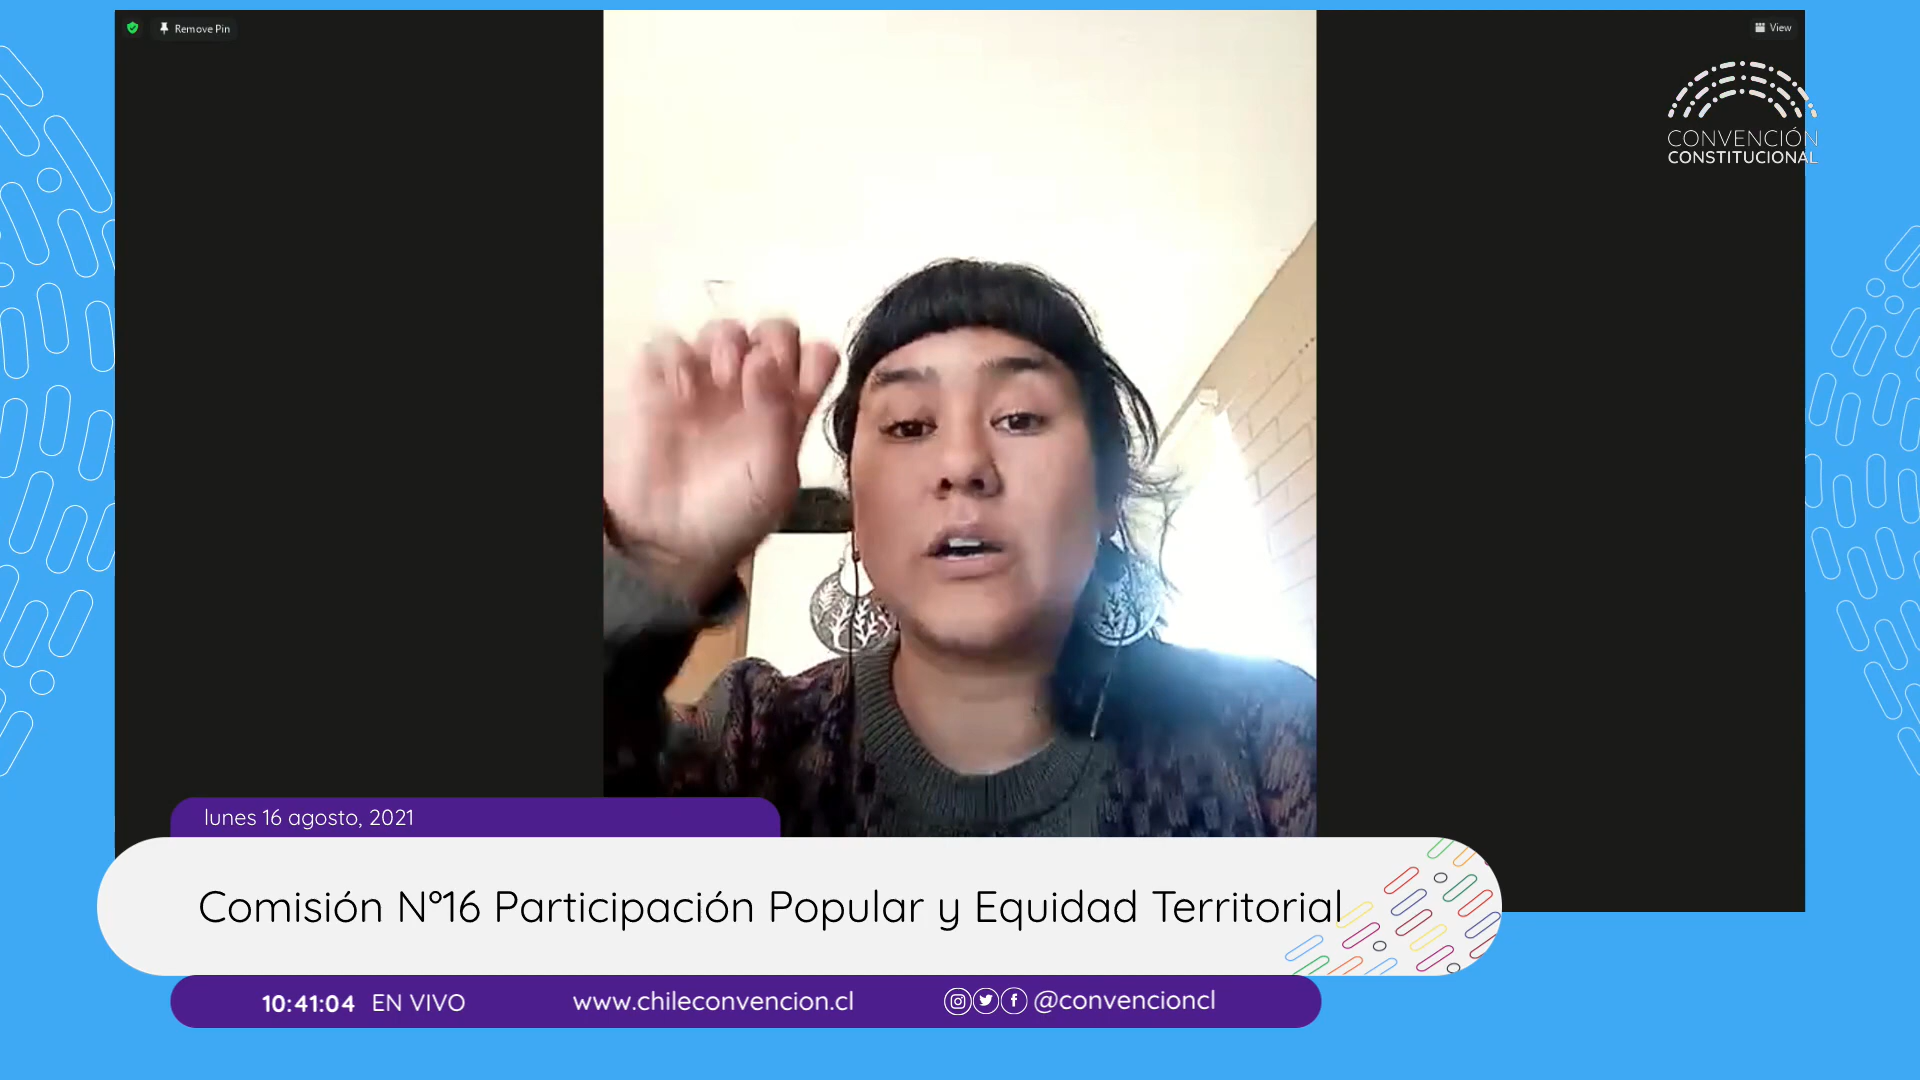 Remove Pin
View
CONVENCIÓN
CONSTITUCIONAL
lunes 16 agosto, 2021
Comisión N°16 Participación Popular y Equidad Territorial
10:41:04 EN VIVO www.chileconvencion.cl @convencioncl